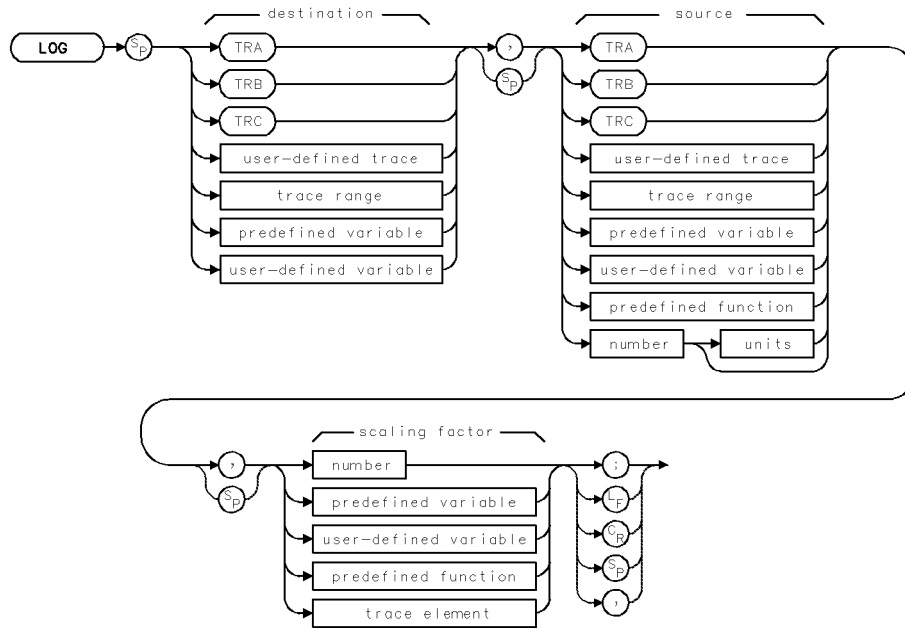 destination
source
LOG SP TRA , TRA
TRB SP TRB
TRC TRC
user-defined trace user-defined trace
trace range trace range
predefined variable predefined variable
user-defined variable user-defined variable
predefined function
number units
scaling factor
, number ;
SP predefined variable LF
user-defined variable CR
predefined function SP
trace element ,